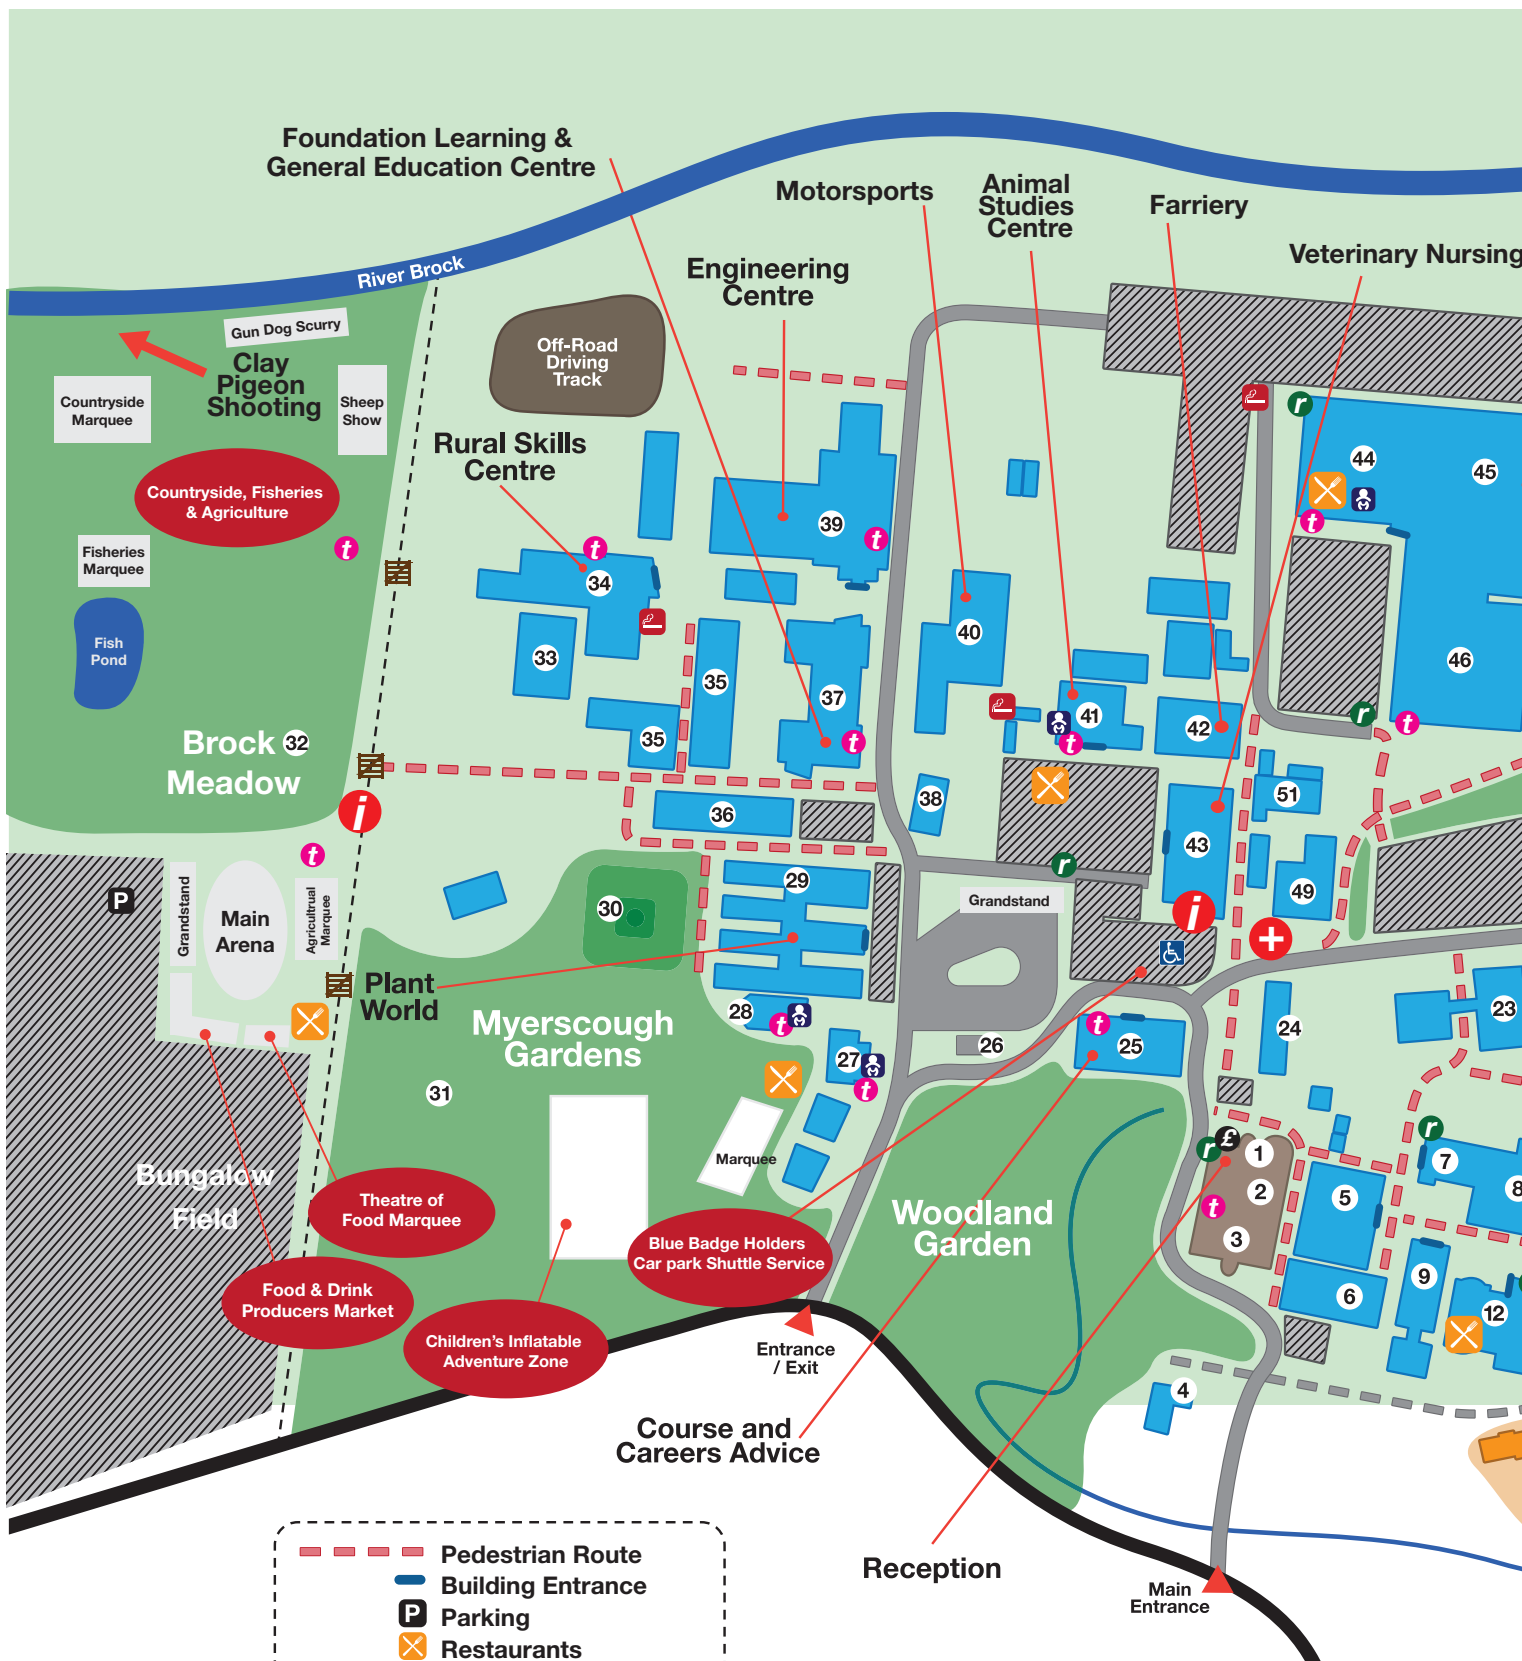 Foundation Learning &
General Education Centre
Motorsports
Animal
Studies
Centre
Farriery
Veterinary Nursing
River Brock
Engineering
Centre
Gun Dog Scurry
Clay
Pigeon
Shooting
Off-Road
Driving
Track
Countryside
Marquee
Sheep
Show
Rural Skills
Centre
Countryside, Fisheries
& Agriculture
Fisheries
Marquee
Fish
Pond
Brock 32
Meadow
r
44
45
t
t
39
t
t
34
33
35
35
37
t
40
41
t
42
46
r
t
i
36
38
51
43
49
t
P
Grandstand
Main
Arena
Agricultrual
Marquee
30
29
r
Grandstand
i
+
Plant
World
28
t
Myerscough
Gardens
27
t
26
t
25
24
23
31
Marquee
Bungalow
Field
Theatre of
Food Marquee
Food & Drink
Producers Market
Children's Inflatable
Adventure Zone
Blue Badge Holders
Car park Shuttle Service
Woodland
Garden
r
£
1
2
t
3
5
6
r
7
8
9
12
4
Entrance
/ Exit
Course and
Careers Advice
Reception
Main
Entrance
Pedestrian Route
Building Entrance
P Parking
Restaurants